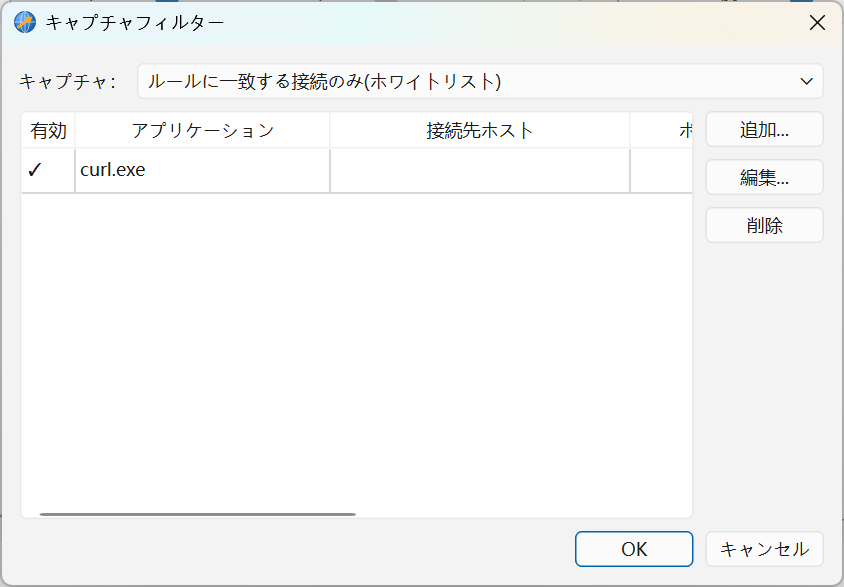 キャプチャフィルター
キャプチャ: ルールに一致する接続のみ(ホワイトリスト)
有効 アプリケーション 接続先ホスト
✓ curl.exe
追加...
編集...
削除
OK キャンセル